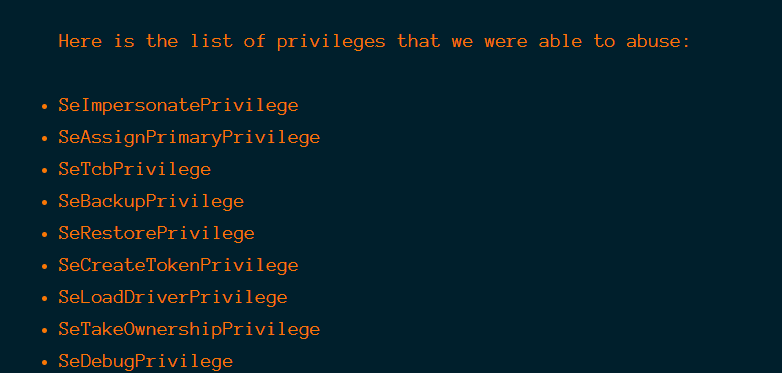 Here is the list of privileges that we were able to abuse:
• SeImpersonatePrivilege
• SeAssignPrimaryPrivilege
• SeTcbPrivilege
• SeBackupPrivilege
• SeRestorePrivilege
• SeCreateTokenPrivilege
• SeLoadDriverPrivilege
• SeTakeOwnershipPrivilege
• SeDebugPrivilege